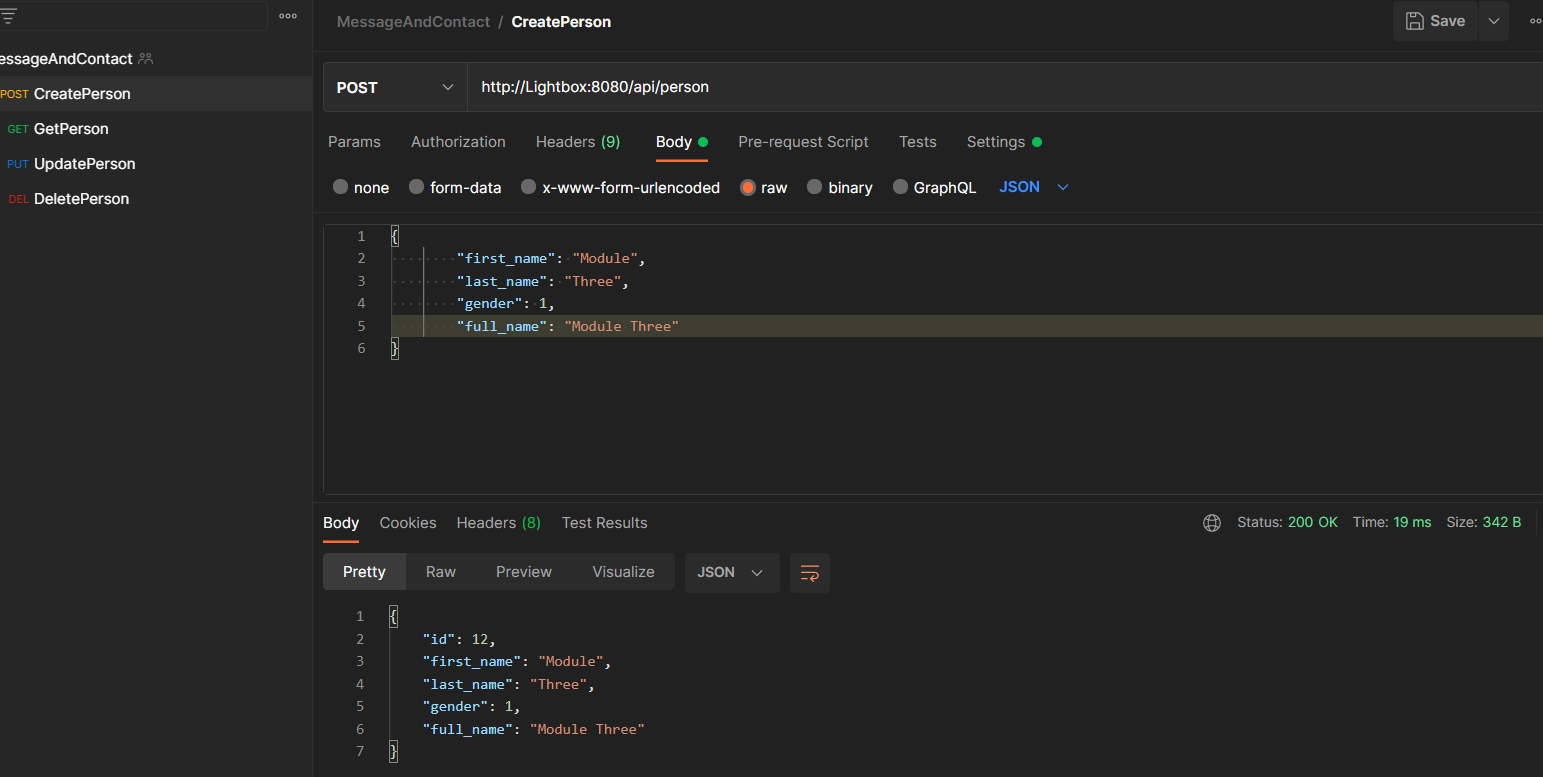 MessageAndContact / CreatePerson
Save
essageAndContact
POST CreatePerson
GET GetPerson
PUT UpdatePerson
DEL DeletePerson
POST http://Lightbox:8080/api/person
Params Authorization Headers (9) Body Pre-request Script Tests Settings
none form-data x-www-form-urlencoded raw binary GraphQL JSON
1 {
2 "first_name": "Module",
3 "last_name": "Three",
4 "gender": 1,
5 "full_name": "Module Three"
6 }
Body Cookies Headers (8) Test Results Status: 200 OK Time: 19 ms Size: 342 B
Pretty Raw Preview Visualize JSON
1 {
2 "id": 12,
3 "first_name": "Module",
4 "last_name": "Three",
5 "gender": 1,
6 "full_name": "Module Three"
7 }